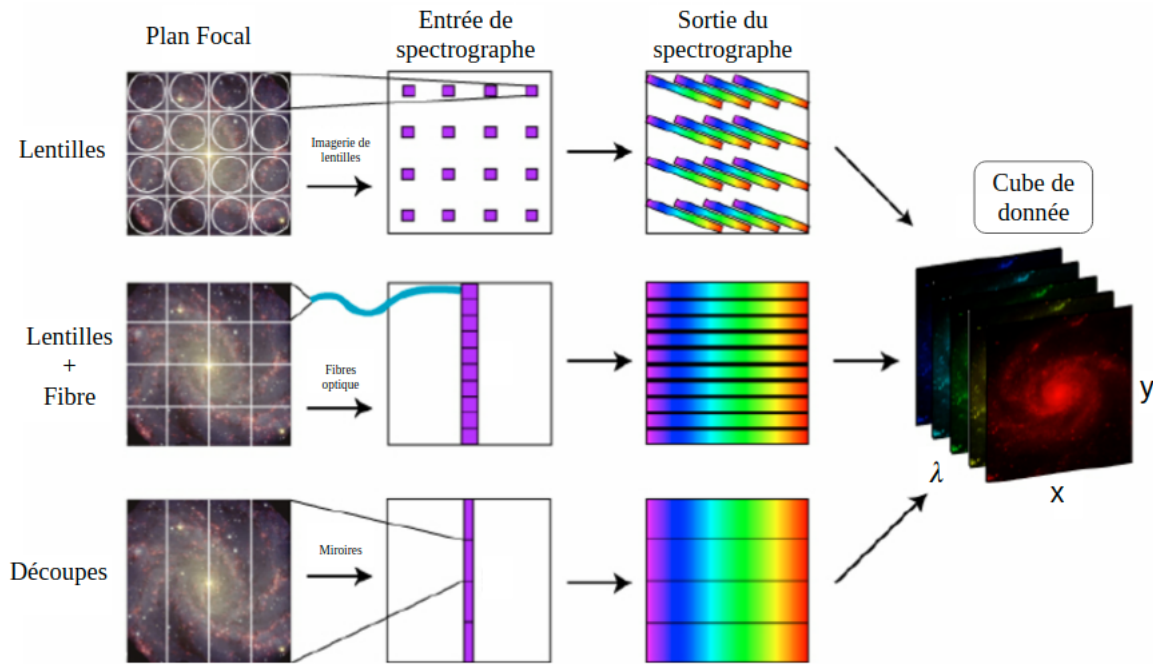 Plan Focal
Entrée de
spectrographe
Sortie du
spectrographe
Lentilles
Imagerie de
lentilles
Cube de
donnée
Lentilles
+
Fibre
Fibres
optique
y
λ
x
Découpes
Miroires